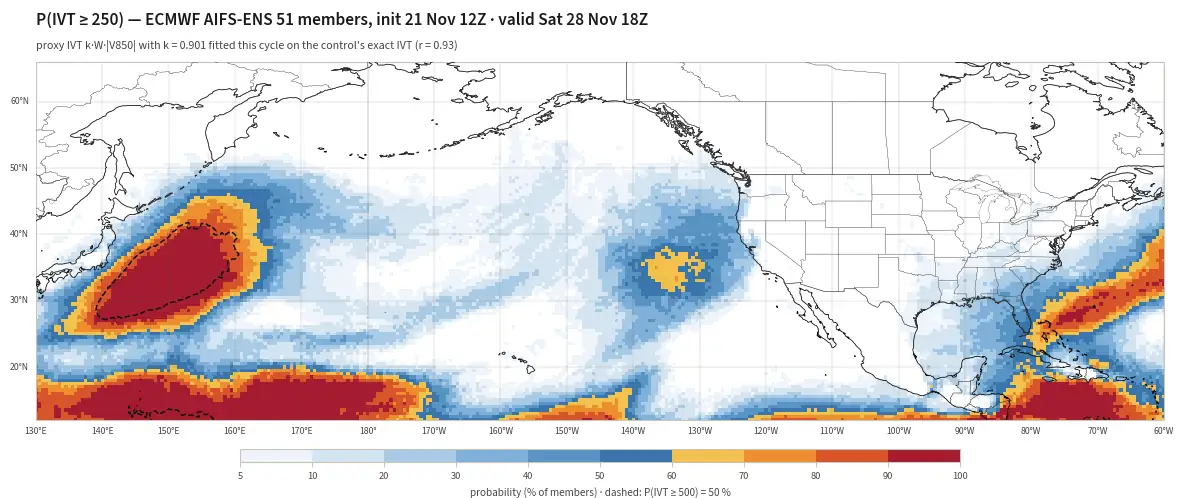 P(IVT ≥ 250) — ECMWF AIFS-ENS 51 members, init 21 Nov 12Z · valid Sat 28 Nov 18Z
proxy IVT k·W·|V850| with k = 0.901 fitted this cycle on the control's exact IVT (r = 0.93)
60°N
50°N
40°N
30°N
20°N
130°E 140°E 150°E 160°E 170°E 180° 170°W 160°W 150°W 140°W 130°W 120°W 110°W 100°W 90°W 80°W 70°W 60°W
5 10 20 30 40 50 60 70 80 90 100
probability (% of members) · dashed: P(IVT ≥ 500) = 50 %